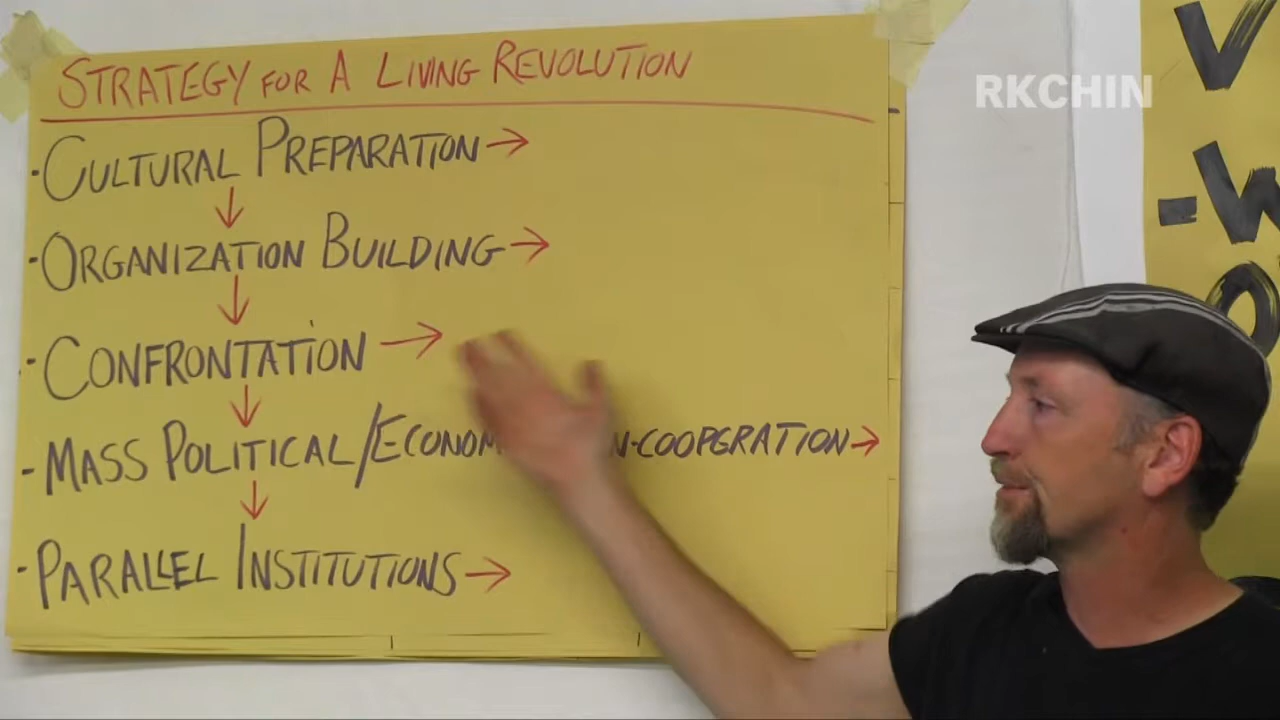 STRATEGY FOR A LIVING REVOLUTION
RKCHIN
· CULTURAL PREPARATION →
↓
· ORGANIZATION BUILDING →
↓
· CONFRONTATION →
↓
- MASS POLITICAL/ECONOM N-COOPERATION →
↓
· PARALLEL INSTITUTIONS →
V
-W
O